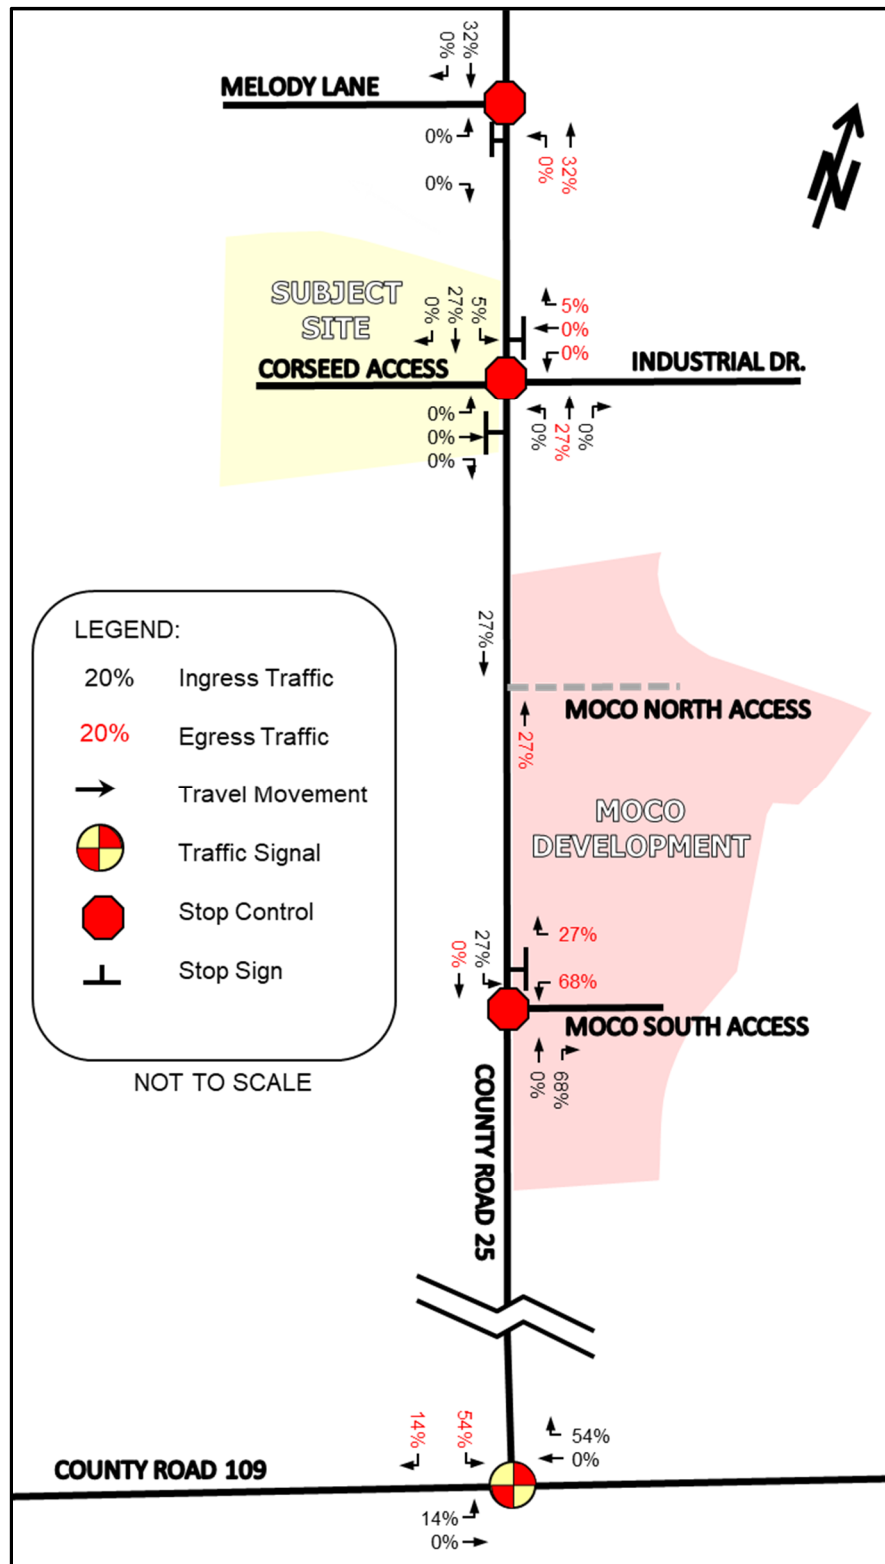 32%
0%
MELODY LANE
0%
0%
32%
0%
N
SUBJECT
SITE
5%
27%
0%
5%
0%
0%
CORSEED ACCESS
INDUSTRIAL DR.
0%
0%
0%
0%
27%
0%
27%
MOCO NORTH ACCESS
27%
MOCO
DEVELOPMENT
LEGEND:
20% Ingress Traffic
20% Egress Traffic
Travel Movement
Traffic Signal
Stop Control
Stop Sign
NOT TO SCALE
27%
0%
27%
68%
MOCO SOUTH ACCESS
0%
68%
COUNTY ROAD 25
14%
54%
54%
0%
COUNTY ROAD 109
14%
0%